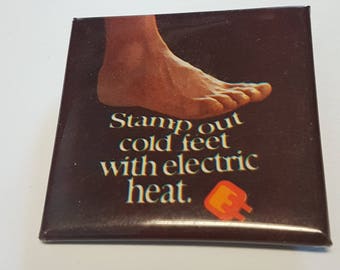 Stamp out
cold feet
with electric
heat.
E